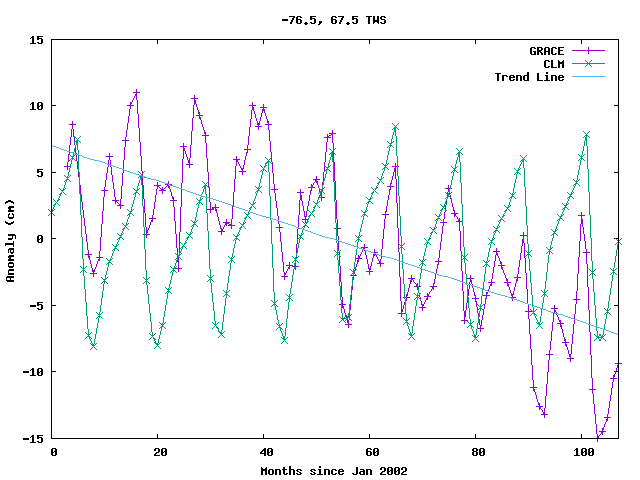 -76.5, 67.5 TWS
GRACE
CLM
Trend Line
Anomaly (cm)
15
10
5
0
-5
-10
-15
0 20 40 60 80 100
Months since Jan 2002